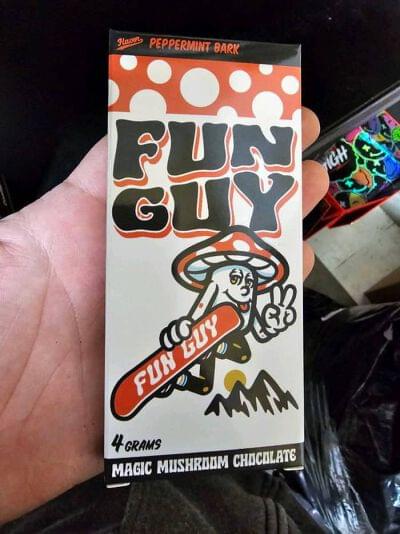 Flavor PEPPERMINT BARK
FUN
GUY
FUN GUY
4 GRAMS
MAGIC MUSHROOM CHOCOLATE